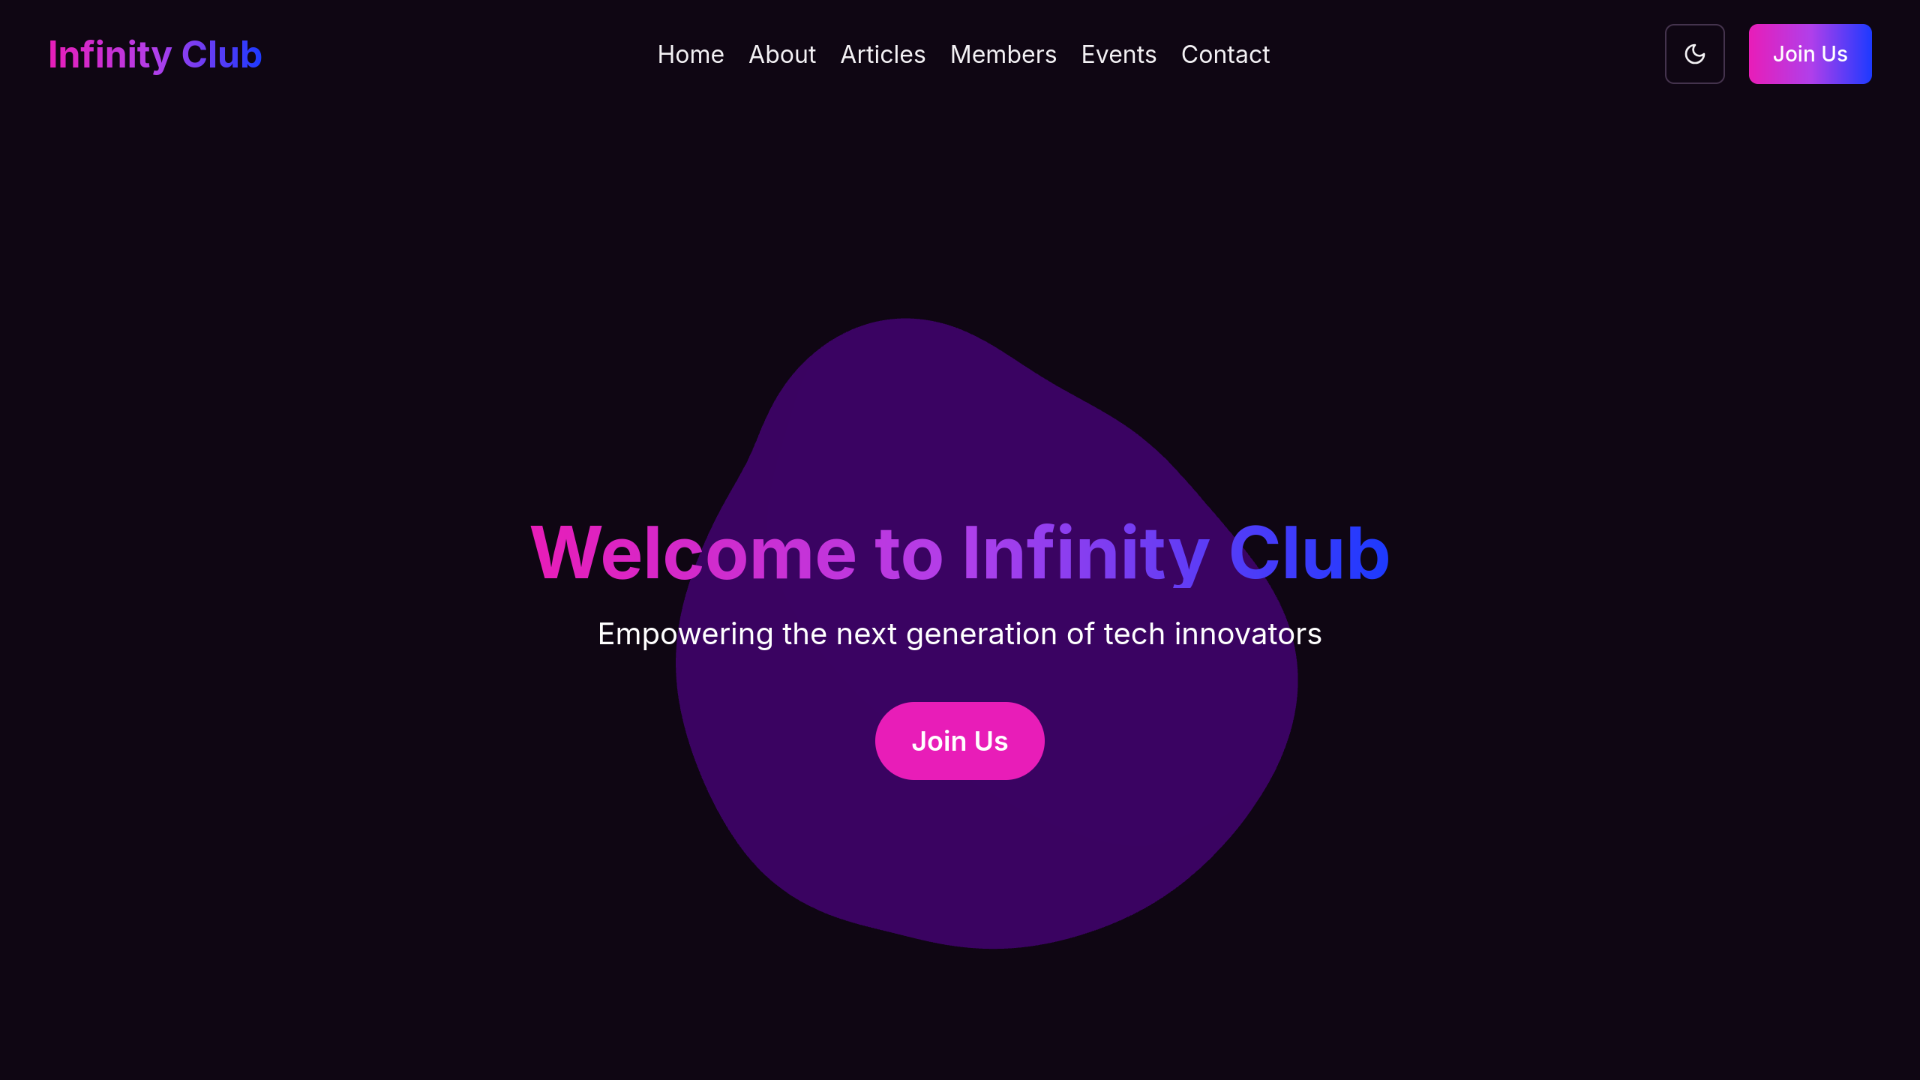 Infinity Club
Home About Articles Members Events Contact
Join Us
Welcome to Infinity Club
Empowering the next generation of tech innovators
Join Us